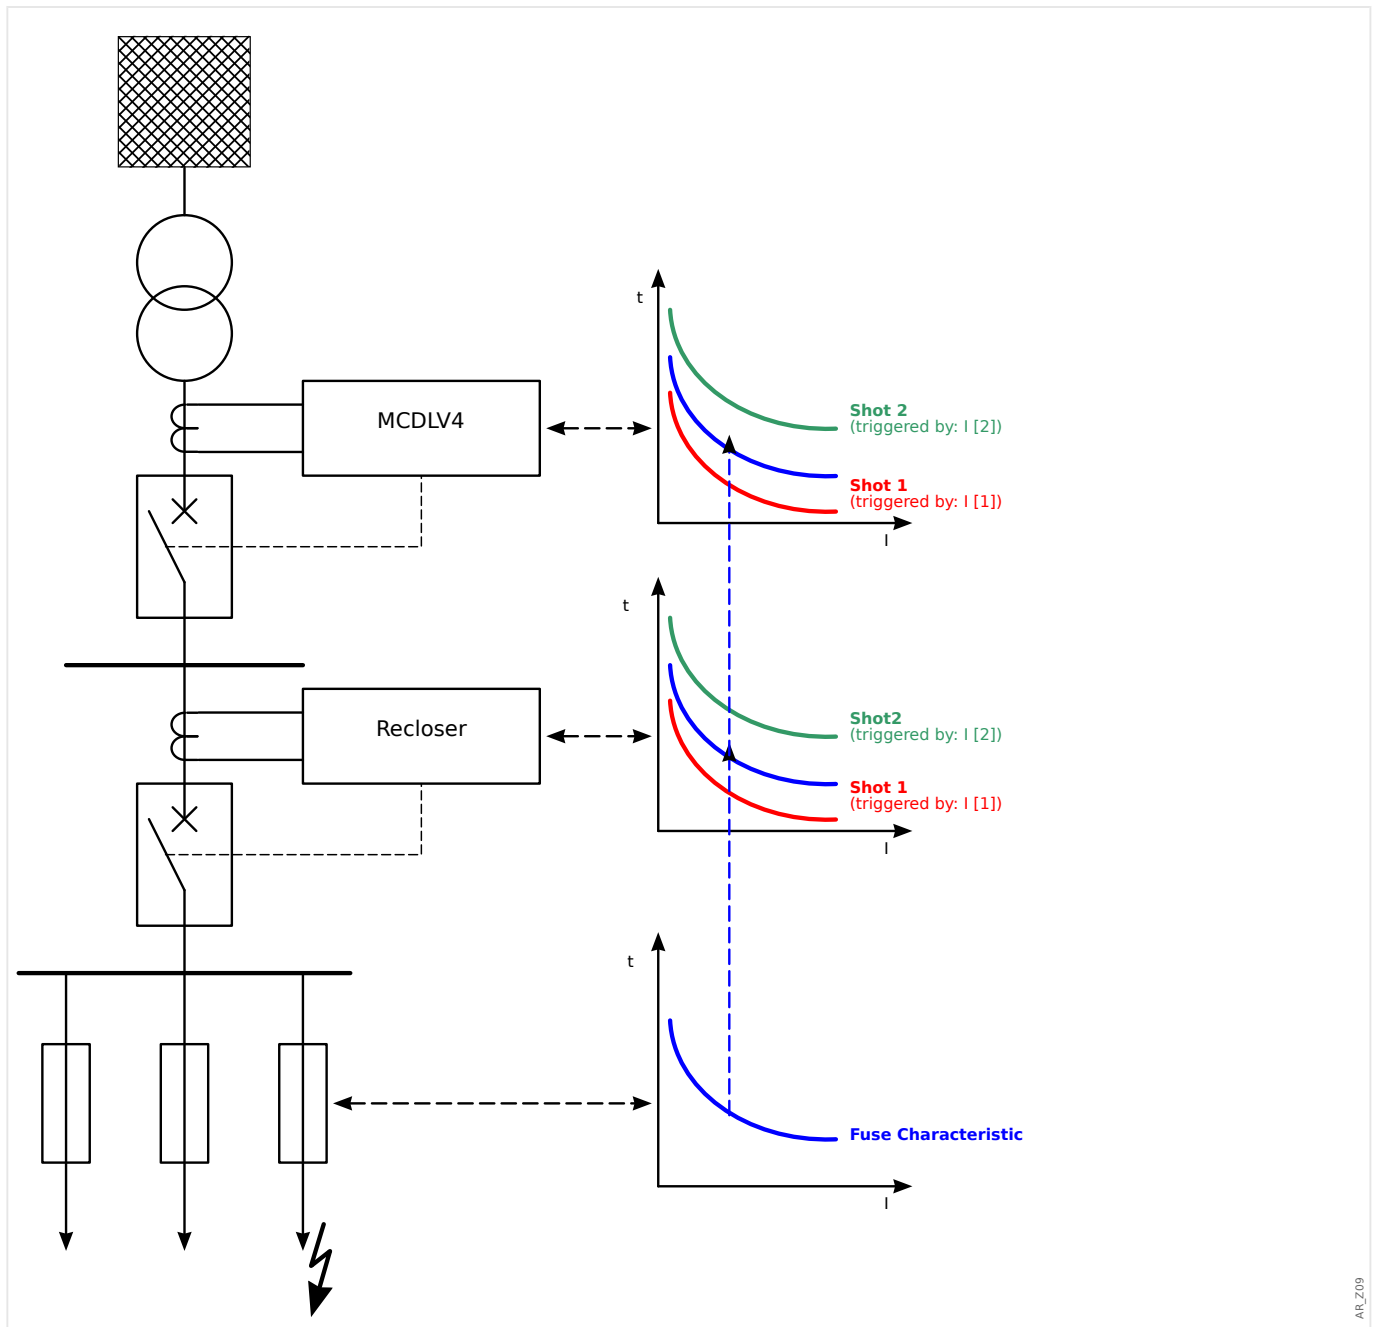 t
MCDLV4
Shot 2
(triggered by: I [2])
Shot 1
(triggered by: I [1])
I
t
Recloser
Shot2
(triggered by: I [2])
Shot 1
(triggered by: I [1])
I
t
Fuse Characteristic
I
AR_Z09